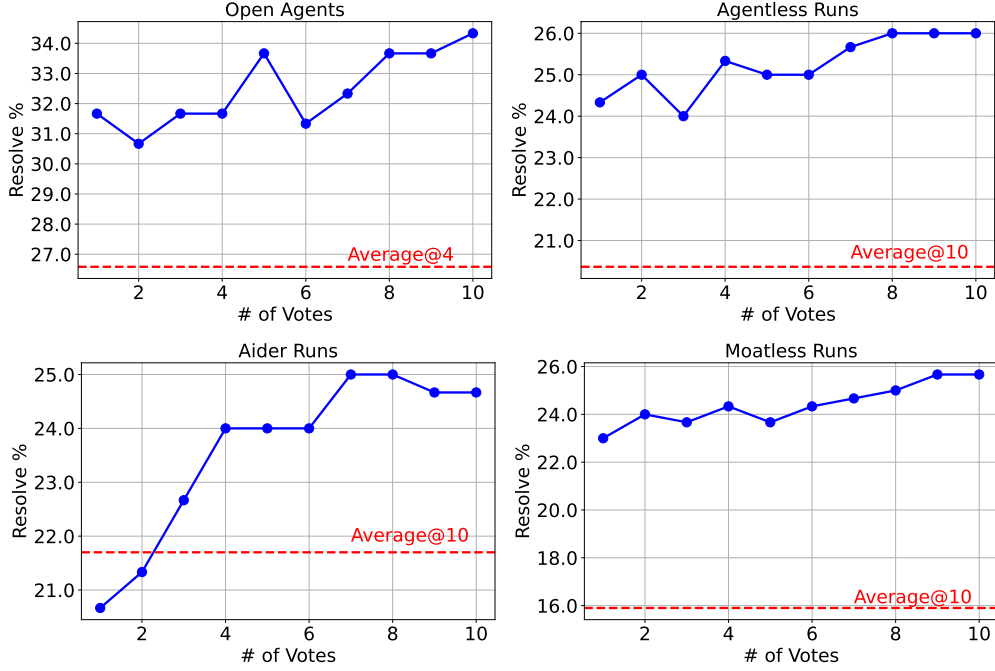 Open Agents
Resolve %
34.0
33.0
32.0
31.0
30.0
29.0
28.0
27.0
Average@4
2 4 6 8 10
# of Votes
Agentless Runs
Resolve %
26.0
25.0
24.0
23.0
22.0
21.0
Average@10
2 4 6 8 10
# of Votes
Aider Runs
Resolve %
25.0
24.0
23.0
22.0
21.0
Average@10
2 4 6 8 10
# of Votes
Moatless Runs
Resolve %
26.0
24.0
22.0
20.0
18.0
16.0
Average@10
2 4 6 8 10
# of Votes